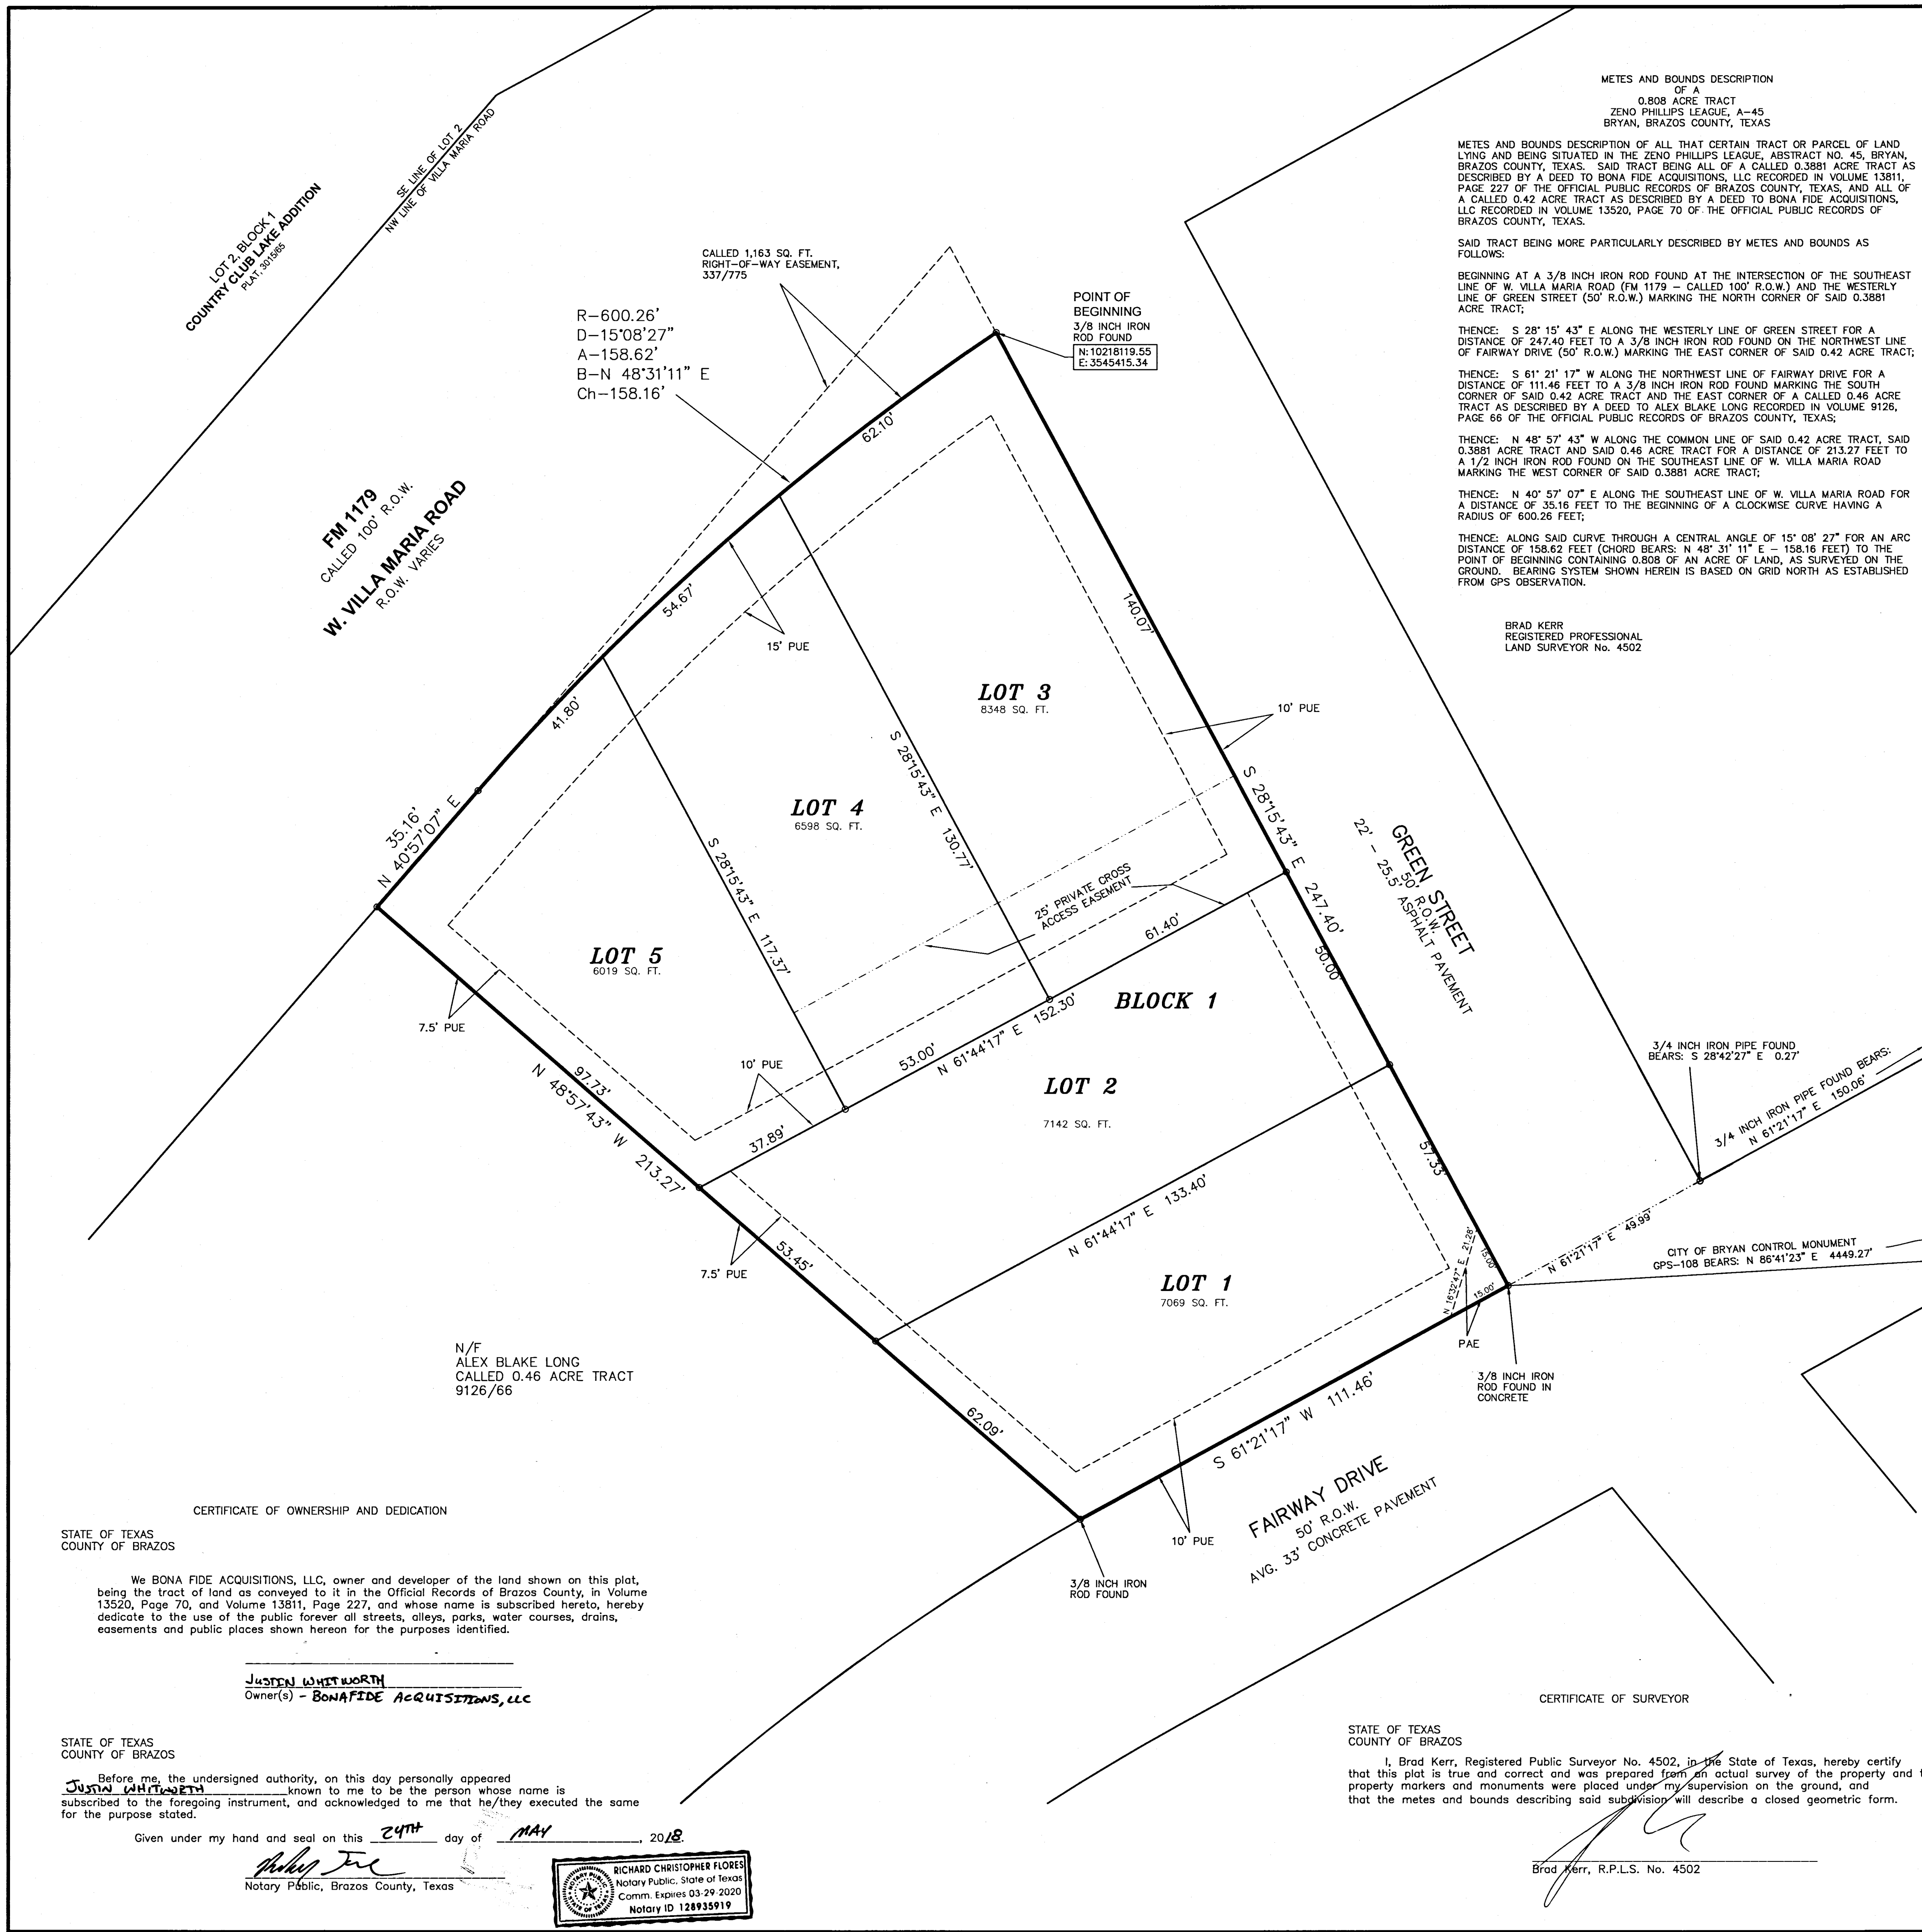 METES AND BOUNDS DESCRIPTION
OF A
0.808 ACRE TRACT
ZENO PHILLIPS LEAGUE, A-45
BRYAN, BRAZOS COUNTY, TEXAS
METES AND BOUNDS DESCRIPTION OF ALL THAT CERTAIN TRACT OR PARCEL OF LAND
LYING AND BEING SITUATED IN THE ZENO PHILLIPS LEAGUE, ABSTRACT NO. 45, BRYAN,
BRAZOS COUNTY, TEXAS. SAID TRACT BEING ALL OF A CALLED 0.3881 ACRE TRACT AS
DESCRIBED BY A DEED TO BONA FIDE ACQUISITIONS, LLC RECORDED IN VOLUME 13811,
PAGE 227 OF THE OFFICIAL PUBLIC RECORDS OF BRAZOS COUNTY, TEXAS, AND ALL OF
A CALLED 0.42 ACRE TRACT AS DESCRIBED BY A DEED TO BONA FIDE ACQUISITIONS,
LLC RECORDED IN VOLUME 13520, PAGE 70 OF THE OFFICIAL PUBLIC RECORDS OF
BRAZOS COUNTY, TEXAS.
SAID TRACT BEING MORE PARTICULARLY DESCRIBED BY METES AND BOUNDS AS
FOLLOWS:
BEGINNING AT A 3/8 INCH IRON ROD FOUND AT THE INTERSECTION OF THE SOUTHEAST
LINE OF W. VILLA MARIA ROAD (FM 1179 - CALLED 100' R.O.W.) AND THE WESTERLY
LINE OF GREEN STREET (50' R.O.W.) MARKING THE NORTH CORNER OF SAID 0.3881
ACRE TRACT;
THENCE: S 28° 15' 43" E ALONG THE WESTERLY LINE OF GREEN STREET FOR A
DISTANCE OF 247.40 FEET TO A 3/8 INCH IRON ROD FOUND ON THE NORTHWEST LINE
OF FAIRWAY DRIVE (50' R.O.W.) MARKING THE EAST CORNER OF SAID 0.42 ACRE TRACT;
THENCE: S 61° 21' 17" W ALONG THE NORTHWEST LINE OF FAIRWAY DRIVE FOR A
DISTANCE OF 111.46 FEET TO A 3/8 INCH IRON ROD FOUND MARKING THE SOUTH
CORNER OF SAID 0.42 ACRE TRACT AND THE EAST CORNER OF A CALLED 0.46 ACRE
TRACT AS DESCRIBED BY A DEED TO ALEX BLAKE LONG RECORDED IN VOLUME 9126,
PAGE 66 OF THE OFFICIAL PUBLIC RECORDS OF BRAZOS COUNTY, TEXAS;
THENCE: N 48° 57' 43" W ALONG THE COMMON LINE OF SAID 0.42 ACRE TRACT, SAID
0.3881 ACRE TRACT AND SAID 0.46 ACRE TRACT FOR A DISTANCE OF 213.27 FEET TO
A 1/2 INCH IRON ROD FOUND ON THE SOUTHEAST LINE OF W. VILLA MARIA ROAD
MARKING THE WEST CORNER OF SAID 0.3881 ACRE TRACT;
THENCE: N 40° 57' 07" E ALONG THE SOUTHEAST LINE OF W. VILLA MARIA ROAD FOR
A DISTANCE OF 35.16 FEET TO THE BEGINNING OF A CLOCKWISE CURVE HAVING A
RADIUS OF 600.26 FEET;
THENCE: ALONG SAID CURVE THROUGH A CENTRAL ANGLE OF 15° 08' 27" FOR AN ARC
DISTANCE OF 158.62 FEET (CHORD BEARS: N 48° 31' 11" E - 158.16 FEET) TO THE
POINT OF BEGINNING CONTAINING 0.808 OF AN ACRE OF LAND, AS SURVEYED ON THE
GROUND. BEARING SYSTEM SHOWN HEREIN IS BASED ON GRID NORTH AS ESTABLISHED
FROM GPS OBSERVATION.
BRAD KERR
REGISTERED PROFESSIONAL
LAND SURVEYOR No. 4502
SE LINE OF LOT 2
NW LINE OF VILLA MARIA ROAD
LOT 2, BLOCK 1
COUNTRY CLUB LAKE ADDITION
PLAT, 3015/65
CALLED 1,163 SQ. FT.
RIGHT-OF-WAY EASEMENT,
337/775
R-600.26'
D-15°08'27"
A-158.62'
B-N 48°31'11" E
Ch-158.16'
POINT OF
BEGINNING
3/8 INCH IRON
ROD FOUND
N:10218119.55
E:3545415.34
FM 1179
CALLED 100' R.O.W.
W. VILLA MARIA ROAD
R.O.W. VARIES
62.10'
54.67'
41.80'
15' PUE
140.07'
LOT 3
8348 SQ. FT.
10' PUE
35.16'
N 40°57'07" E
LOT 4
6598 SQ. FT.
S 28°15'43" E 130.77'
S 28°15'43" E 117.37'
S 28°15'43" E 247.40'
GREEN STREET
50' R.O.W.
22' - 25.5' ASPHALT PAVEMENT
25' PRIVATE CROSS
ACCESS EASEMENT
61.40'
50.00'
LOT 5
6019 SQ. FT.
BLOCK 1
7.5' PUE
10' PUE
53.00'
N 61°44'17" E 152.30'
97.73'
N 48°57'43" W 213.27'
37.89'
LOT 2
7142 SQ. FT.
57.33'
3/4 INCH IRON PIPE FOUND
BEARS: S 28°42'27" E 0.27'
3/4 INCH IRON PIPE FOUND BEARS:
N 61°21'17" E 150.06'
N 61°44'17" E 133.40'
53.45'
7.5' PUE
LOT 1
7069 SQ. FT.
N 16°32'47" E 21.28'
15.00'
15.00'
N 61°21'17" E 49.99'
CITY OF BRYAN CONTROL MONUMENT
GPS-108 BEARS: N 86°41'23" E 4449.27'
PAE
3/8 INCH IRON
ROD FOUND IN
CONCRETE
N/F
ALEX BLAKE LONG
CALLED 0.46 ACRE TRACT
9126/66
62.09'
S 61°21'17" W 111.46'
10' PUE
FAIRWAY DRIVE
50' R.O.W.
AVG. 33' CONCRETE PAVEMENT
3/8 INCH IRON
ROD FOUND
CERTIFICATE OF OWNERSHIP AND DEDICATION
STATE OF TEXAS
COUNTY OF BRAZOS
We BONA FIDE ACQUISITIONS, LLC, owner and developer of the land shown on this plat,
being the tract of land as conveyed to it in the Official Records of Brazos County, in Volume
13520, Page 70, and Volume 13811, Page 227, and whose name is subscribed hereto, hereby
dedicate to the use of the public forever all streets, alleys, parks, water courses, drains,
easements and public places shown hereon for the purposes identified.
JUSTIN WHITWORTH
Owner(s) - BONAFIDE ACQUISITIONS, LLC
STATE OF TEXAS
COUNTY OF BRAZOS
Before me, the undersigned authority, on this day personally appeared
JUSTIN WHITWORTH known to me to be the person whose name is
subscribed to the foregoing instrument, and acknowledged to me that he/they executed the same
for the purpose stated.
Given under my hand and seal on this 24TH day of MAY, 2018.
Notary Public, Brazos County, Texas
RICHARD CHRISTOPHER FLORES
Notary Public, State of Texas
Comm. Expires 03-29-2020
Notary ID 128935919
NOTARY PUBLIC
STATE OF TEXAS
CERTIFICATE OF SURVEYOR
STATE OF TEXAS
COUNTY OF BRAZOS
I, Brad Kerr, Registered Public Surveyor No. 4502, in the State of Texas, hereby certify
that this plat is true and correct and was prepared from an actual survey of the property and
property markers and monuments were placed under my supervision on the ground, and
that the metes and bounds describing said subdivision will describe a closed geometric form.
Brad Kerr, R.P.L.S. No. 4502